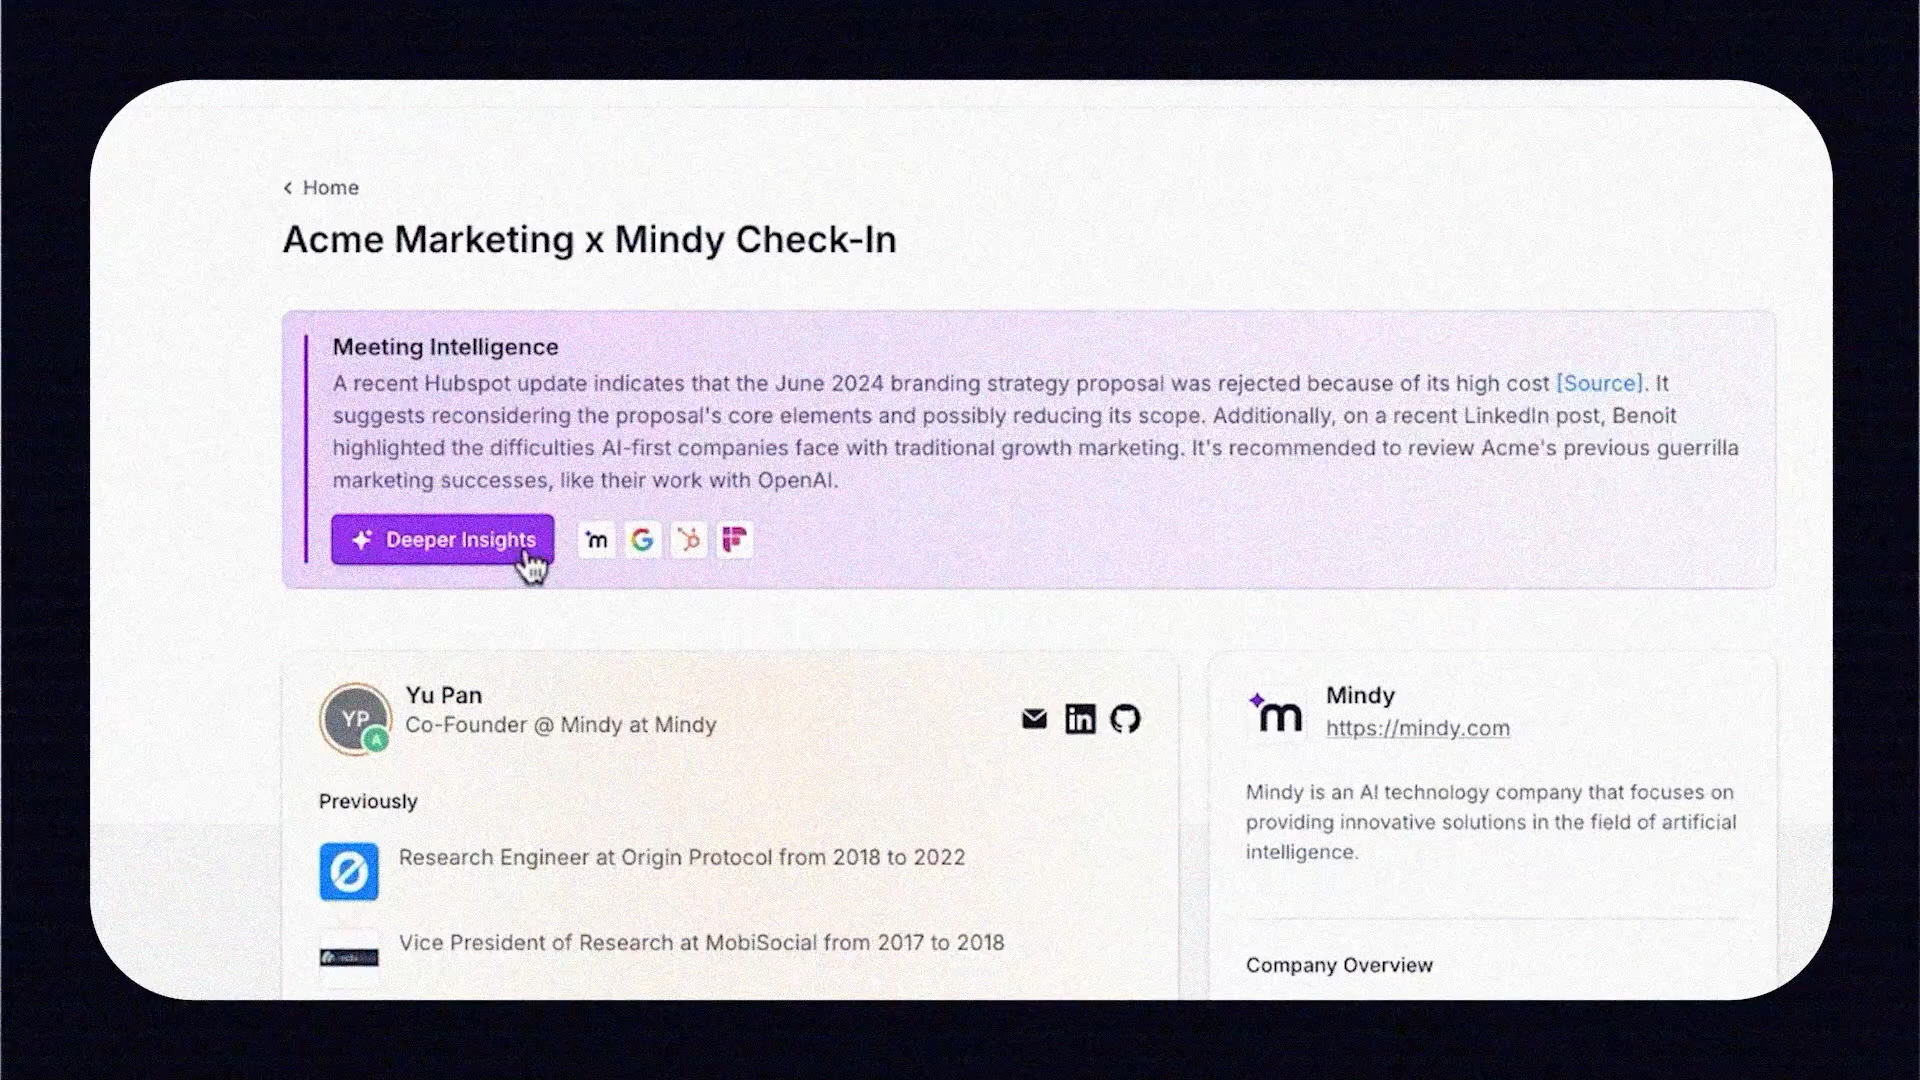 Home
Acme Marketing x Mindy Check-In
Meeting Intelligence
A recent Hubspot update indicates that the June 2024 branding strategy proposal was rejected because of its high cost [Source]. It
suggests reconsidering the proposal's core elements and possibly reducing its scope. Additionally, on a recent LinkedIn post, Benoit
highlighted the difficulties AI-first companies face with traditional growth marketing. It's recommended to review Acme's previous guerrilla
marketing successes, like their work with OpenAI.
Deeper Insights
m
G
YP
A
Yu Pan
Co-Founder @ Mindy at Mindy
in
Previously
Research Engineer at Origin Protocol from 2018 to 2022
Vice President of Research at MobiSocial from 2017 to 2018
m
Mindy
https://mindy.com
Mindy is an AI technology company that focuses on
providing innovative solutions in the field of artificial
intelligence.
Company Overview